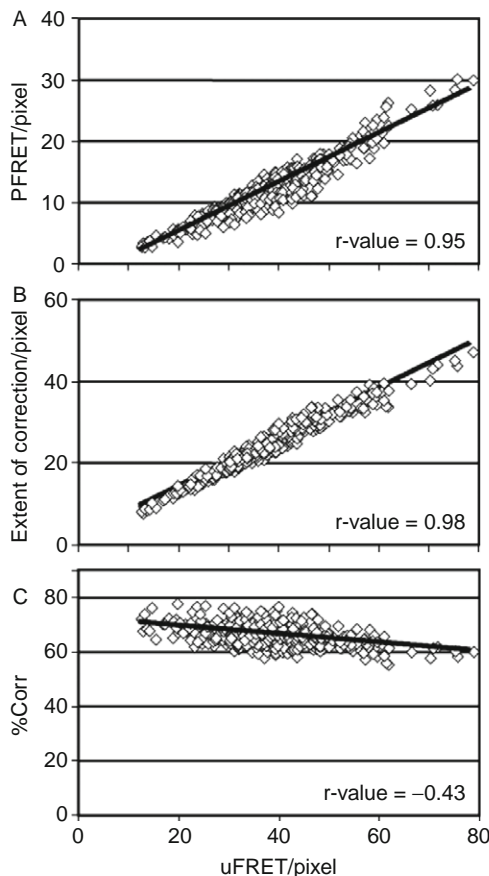 A
40
30
20
10
0
PFRET/pixel
r-value = 0.95
B
60
40
20
0
Extent of correction/pixel
r-value = 0.98
C
80
60
40
20
0
%Corr
r-value = −0.43
0 20 40 60 80
uFRET/pixel